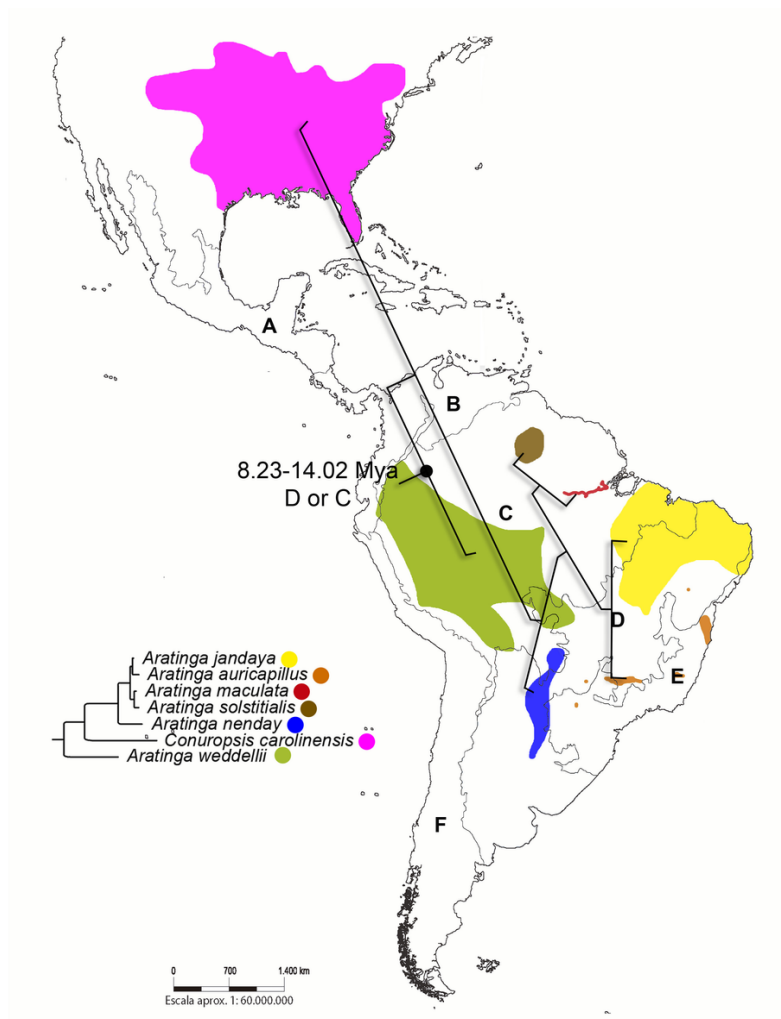 A
B
8.23-14.02 Mya
D or C
C
D
E
Aratinga jandaya
Aratinga auricapillus
Aratinga maculata
Aratinga solstitialis
Aratinga nenday
Conuropsis carolinensis
Aratinga weddellii
F
0 700 1.400 km
Escala aprox. 1: 60.000.000